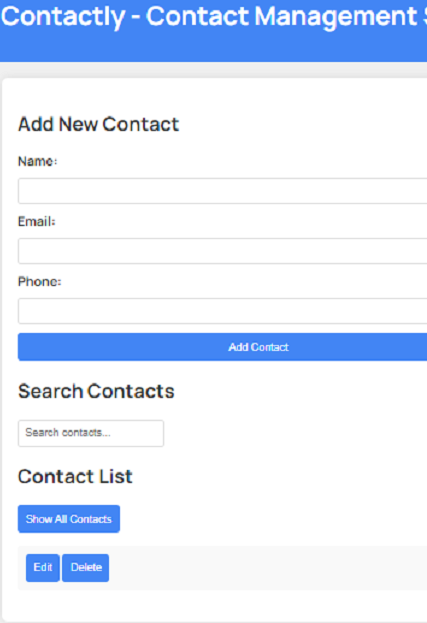 Contactly - Contact Management
Add New Contact
Name:
Email:
Phone:
Add Contact
Search Contacts
Search contacts...
Contact List
Show All Contacts
Edit Delete